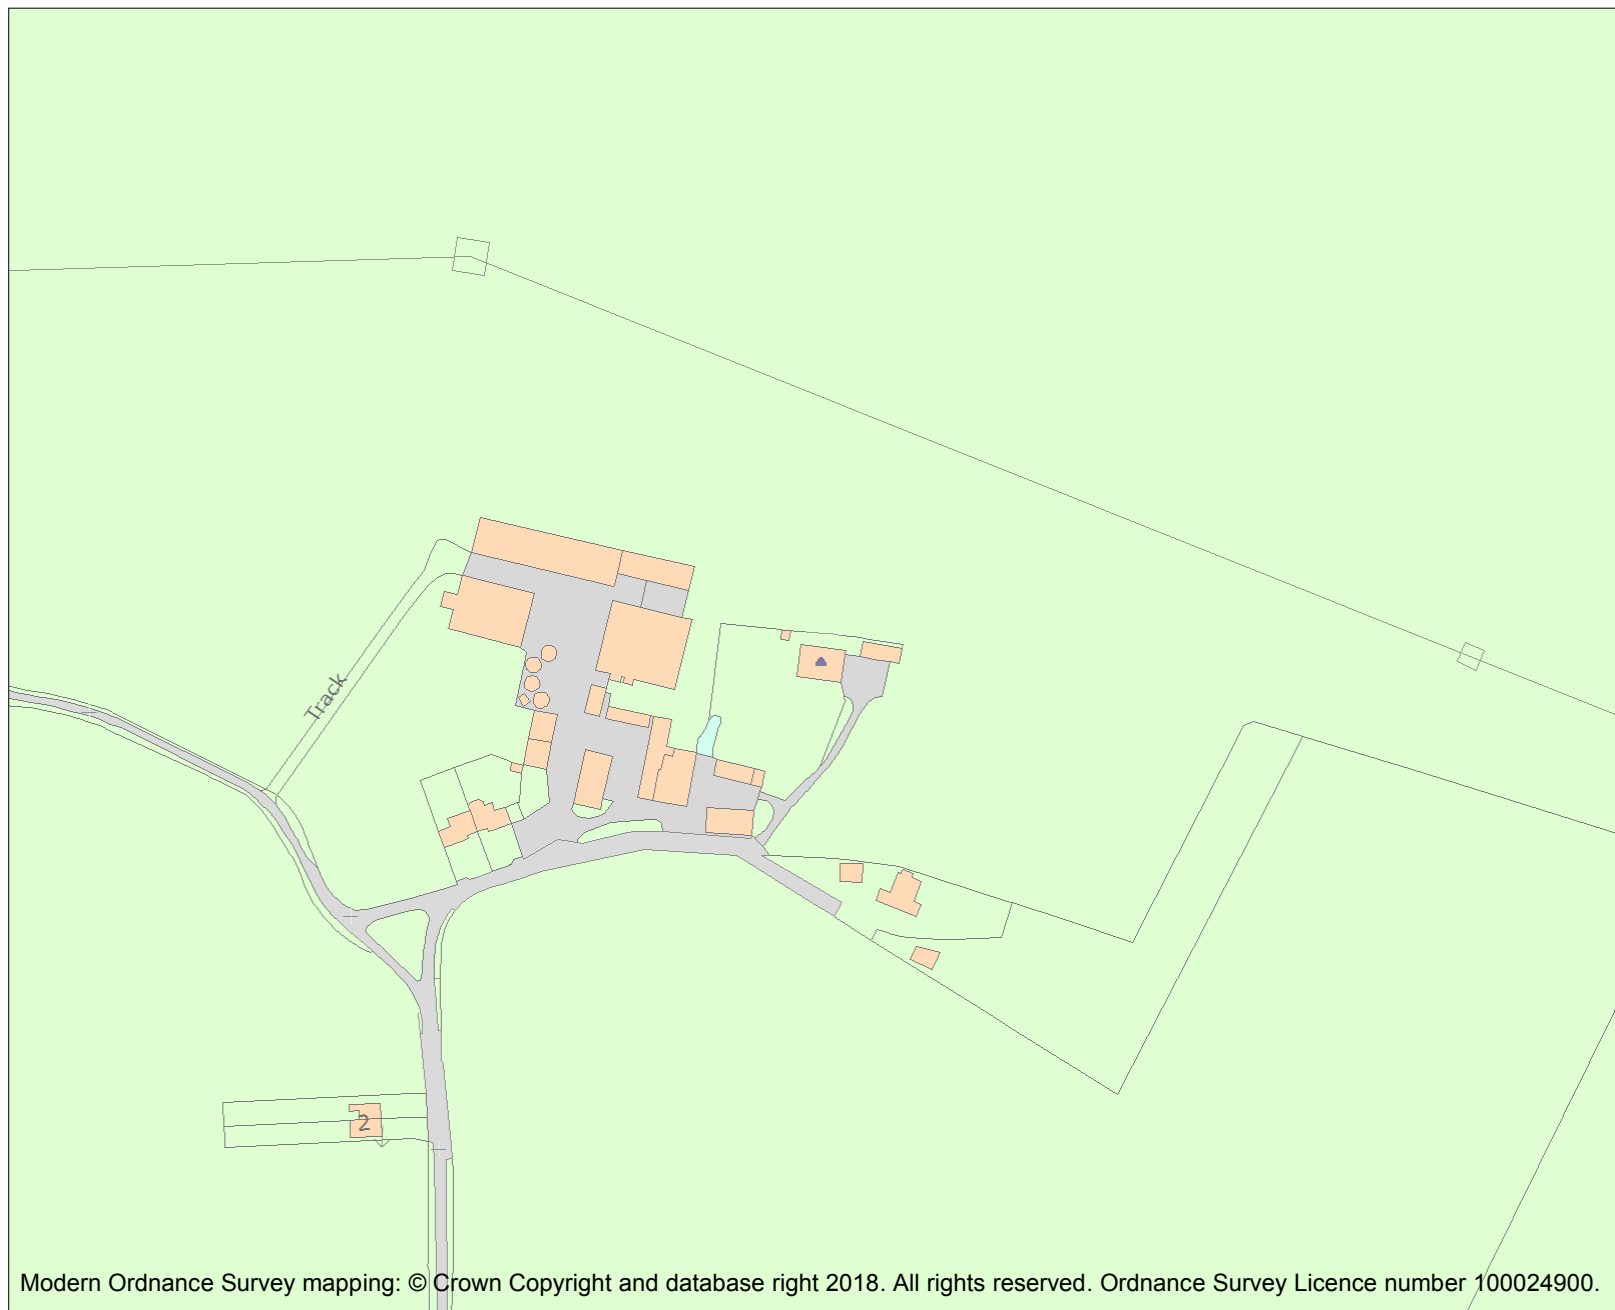 Track
2
Modern Ordnance Survey mapping: © Crown Copyright and database right 2018. All rights reserved. Ordnance Survey Licence number 100024900.